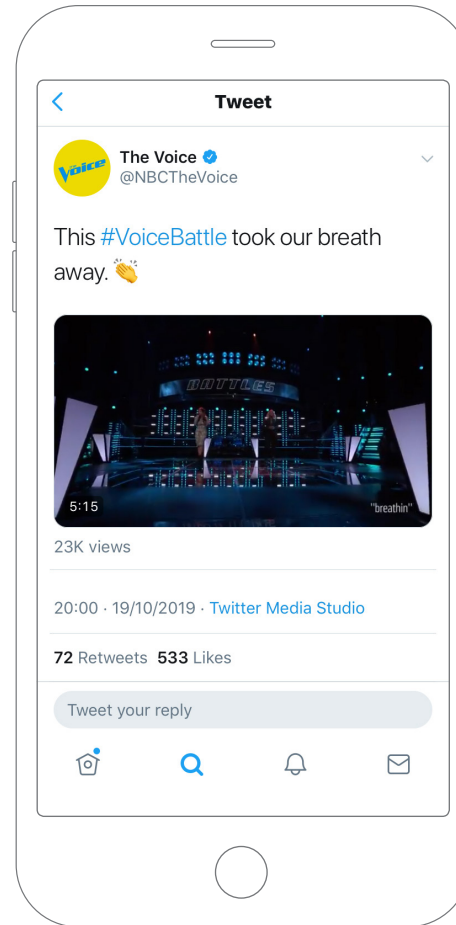 Tweet
The Voice
Voice
@NBCTheVoice
This #VoiceBattle took our breath
away. 👏
BATTLES
5:15
"breathin"
23K views
20:00 · 19/10/2019 · Twitter Media Studio
72 Retweets 533 Likes
Tweet your reply